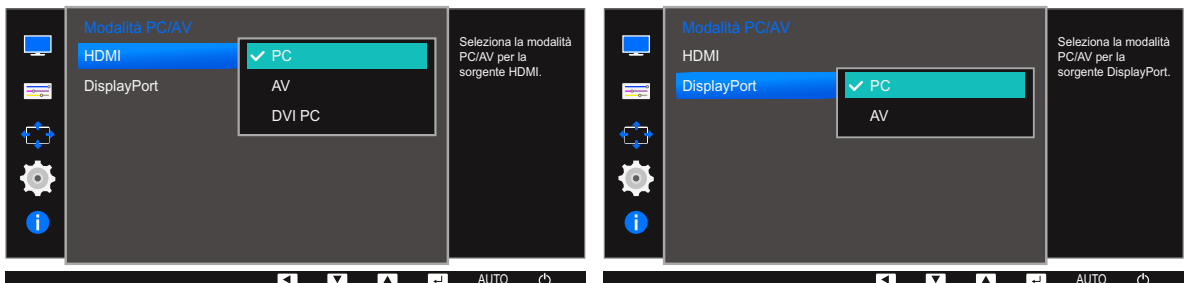 Modalità PC/AV
HDMI
PC
Seleziona la modalità
PC/AV per la
sorgente HDMI.
DisplayPort
AV
DVI PC
AUTO
Modalità PC/AV
HDMI
Seleziona la modalità
PC/AV per la
sorgente DisplayPort.
DisplayPort
PC
AV
AUTO